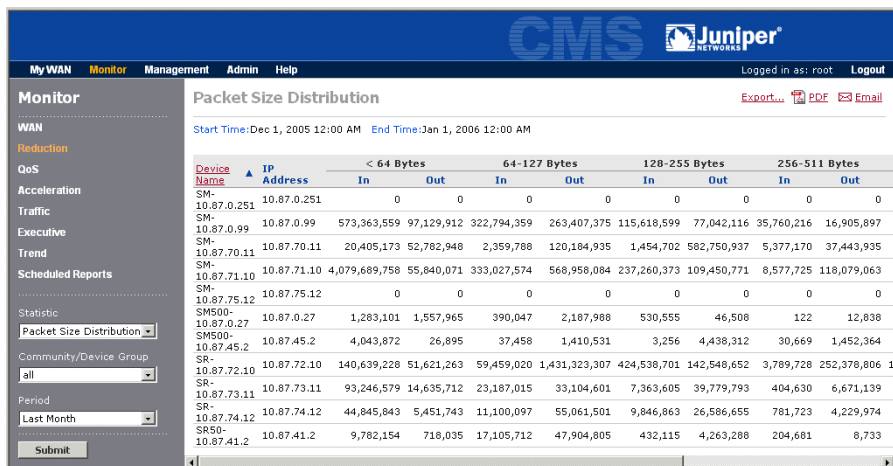 CMS
Juniper®
NETWORKS
My WAN Monitor Management Admin Help Logged in as: root Logout
Monitor
WAN
Reduction
QoS
Acceleration
Traffic
Executive
Trend
Scheduled Reports
Statistic
Packet Size Distribution
Community/Device Group
all
Period
Last Month
Submit
Packet Size Distribution Export... PDF Email
Start Time:Dec 1, 2005 12:00 AM End Time:Jan 1, 2006 12:00 AM
Device Name IP Address < 64 Bytes 64-127 Bytes 128-255 Bytes 256-511 Bytes
In Out In Out In Out In Out
SM-10.87.0.251 10.87.0.251 0 0 0 0 0 0 0 0
SM-10.87.0.99 10.87.0.99 573,363,559 97,129,912 322,794,359 263,407,375 115,618,599 77,042,116 35,760,216 16,905,897
SM-10.87.70.11 10.87.70.11 20,405,173 52,782,948 2,359,788 120,184,935 1,454,702 582,750,937 5,377,170 37,443,935
SM-10.87.71.10 10.87.71.10 4,079,689,758 55,840,071 333,027,574 568,958,084 237,260,373 109,450,771 8,577,725 118,079,063
SM-10.87.75.12 10.87.75.12 0 0 0 0 0 0 0 0
SM500-10.87.0.27 10.87.0.27 1,283,101 1,557,965 390,047 2,187,988 530,555 46,508 122 12,838
SM500-10.87.45.2 10.87.45.2 4,043,872 26,895 37,458 1,410,531 3,256 4,438,312 30,669 1,452,364
SR-10.87.72.10 10.87.72.10 140,639,228 51,621,263 59,459,020 1,431,323,307 424,538,701 142,548,652 3,789,728 252,378,806 1
SR-10.87.73.11 10.87.73.11 93,246,579 14,635,712 23,187,015 33,104,601 7,363,605 39,779,793 404,630 6,671,139
SR-10.87.74.12 10.87.74.12 44,845,843 5,451,743 11,100,097 55,061,501 9,846,863 26,586,655 781,723 4,229,974
SR50-10.87.41.2 10.87.41.2 9,782,154 718,035 17,105,712 47,904,805 432,115 4,263,288 204,681 8,733